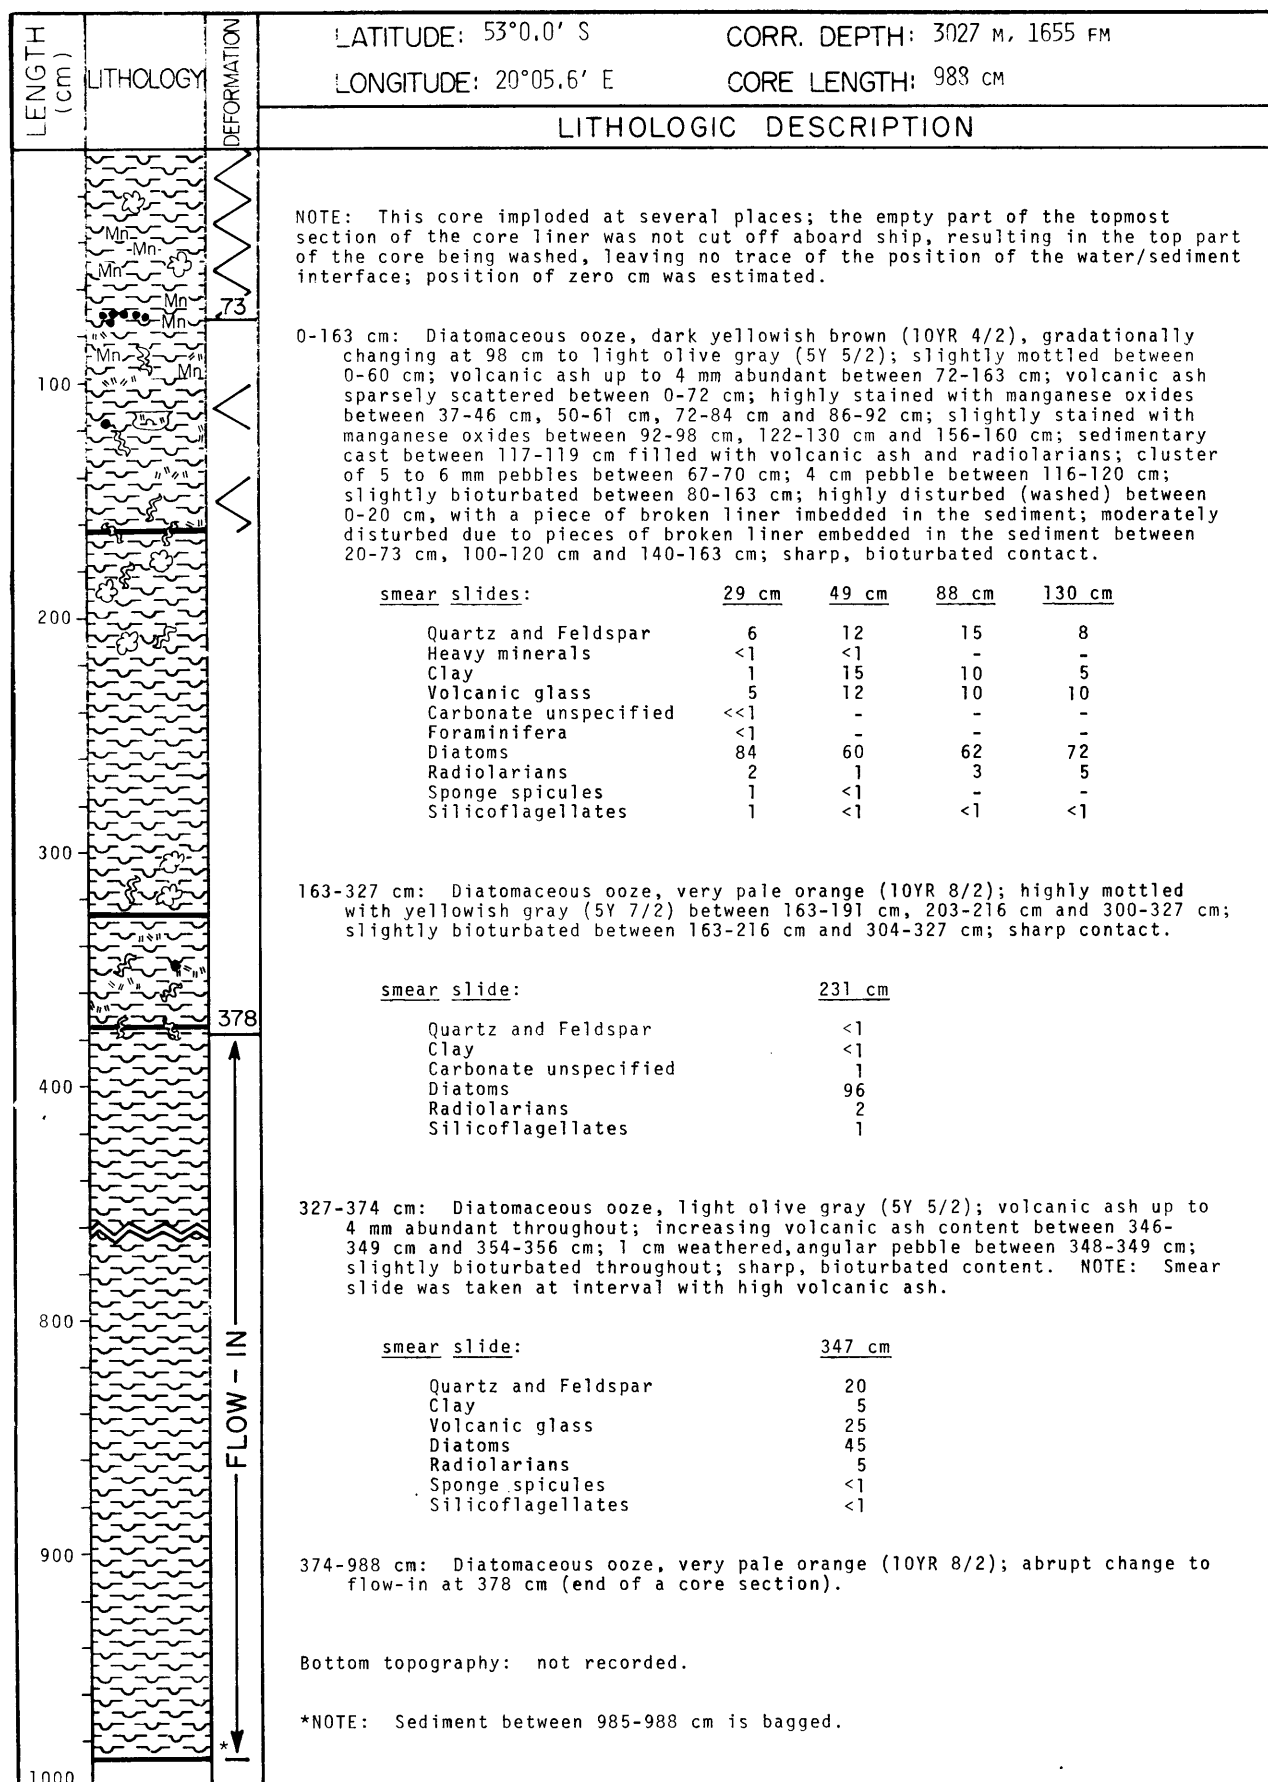 LENGTH (cm)
LITHOLOGY
DEFORMATION
LATITUDE: 53°0.0' S CORR. DEPTH: 3027 M, 1655 FM
LONGITUDE: 20°05.6' E CORE LENGTH: 988 CM
LITHOLOGIC DESCRIPTION
NOTE: This core imploded at several places; the empty part of the topmost
section of the core liner was not cut off aboard ship, resulting in the top part
of the core being washed, leaving no trace of the position of the water/sediment
interface; position of zero cm was estimated.
0-163 cm: Diatomaceous ooze, dark yellowish brown (10YR 4/2), gradationally
changing at 98 cm to light olive gray (5Y 5/2); slightly mottled between
0-60 cm; volcanic ash up to 4 mm abundant between 72-163 cm; volcanic ash
sparsely scattered between 0-72 cm; highly stained with manganese oxides
between 37-46 cm, 50-61 cm, 72-84 cm and 86-92 cm; slightly stained with
manganese oxides between 92-98 cm, 122-130 cm and 156-160 cm; sedimentary
cast between 117-119 cm filled with volcanic ash and radiolarians; cluster
of 5 to 6 mm pebbles between 67-70 cm; 4 cm pebble between 116-120 cm;
slightly bioturbated between 80-163 cm; highly disturbed (washed) between
0-20 cm, with a piece of broken liner imbedded in the sediment; moderately
disturbed due to pieces of broken liner embedded in the sediment between
20-73 cm, 100-120 cm and 140-163 cm; sharp, bioturbated contact.
smear slides: 29 cm 49 cm 88 cm 130 cm
Quartz and Feldspar 6 12 15 8
Heavy minerals <1 <1 - -
Clay 1 15 10 5
Volcanic glass 5 12 10 10
Carbonate unspecified <<1 - - -
Foraminifera <1 - - -
Diatoms 84 60 62 72
Radiolarians 2 1 3 5
Sponge spicules 1 <1 - -
Silicoflagellates 1 <1 <1 <1
163-327 cm: Diatomaceous ooze, very pale orange (10YR 8/2); highly mottled
with yellowish gray (5Y 7/2) between 163-191 cm, 203-216 cm and 300-327 cm;
slightly bioturbated between 163-216 cm and 304-327 cm; sharp contact.
smear slide: 231 cm
Quartz and Feldspar <1
Clay <1
Carbonate unspecified 1
Diatoms 96
Radiolarians 2
Silicoflagellates 1
327-374 cm: Diatomaceous ooze, light olive gray (5Y 5/2); volcanic ash up to
4 mm abundant throughout; increasing volcanic ash content between 346-
349 cm and 354-356 cm; 1 cm weathered,angular pebble between 348-349 cm;
slightly bioturbated throughout; sharp, bioturbated content. NOTE: Smear
slide was taken at interval with high volcanic ash.
smear slide: 347 cm
Quartz and Feldspar 20
Clay 5
Volcanic glass 25
Diatoms 45
Radiolarians 5
Sponge spicules <1
Silicoflagellates <1
374-988 cm: Diatomaceous ooze, very pale orange (10YR 8/2); abrupt change to
flow-in at 378 cm (end of a core section).
Bottom topography: not recorded.
*NOTE: Sediment between 985-988 cm is bagged.
Mn
Mn
Mn
Mn
Mn
Mn
Mn
73
100
200
300
378
400
800
FLOW-IN
900
*
1000